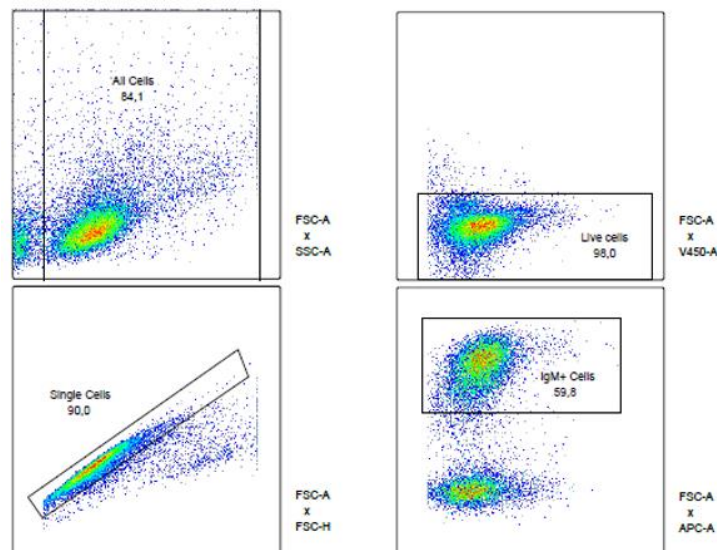 All Cells
84,1
FSC-A
x
SSC-A
Live cells
98,0
FSC-A
x
V450-A
Single Cells
90,0
FSC-A
x
FSC-H
IgM+ Cells
59,8
FSC-A
x
APC-A